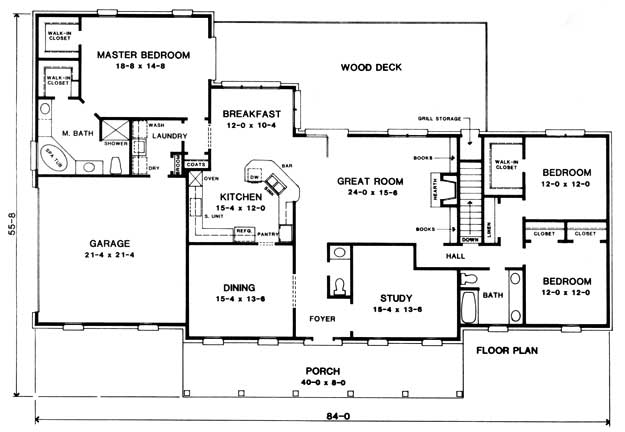 WALK-IN
CLOSET
MASTER BEDROOM
18-8 x 14-8
WOOD DECK
WALK-IN
CLOSET
BREAKFAST
12-0 x 10-4
GRILL STORAGE
M. BATH
WASH
LAUNDRY
SHOWER
SPA TUB
DRY
BROOM
COATS
BAR
BOOKS
WALK-IN
CLOSET
BEDROOM
12-0 x 12-0
OVEN
DW
KITCHEN
15-4 x 12-0
S. UNIT
REFG.
PANTRY
GREAT ROOM
24-0 x 15-6
HEARTH
BOOKS
DOWN
LINEN
CLOSET
CLOSET
HALL
GARAGE
21-4 x 21-4
DINING
15-4 x 13-6
STUDY
15-4 x 13-6
BATH
BEDROOM
12-0 x 12-0
FOYER
FLOOR PLAN
PORCH
40-0 x 8-0
55-8
84-0